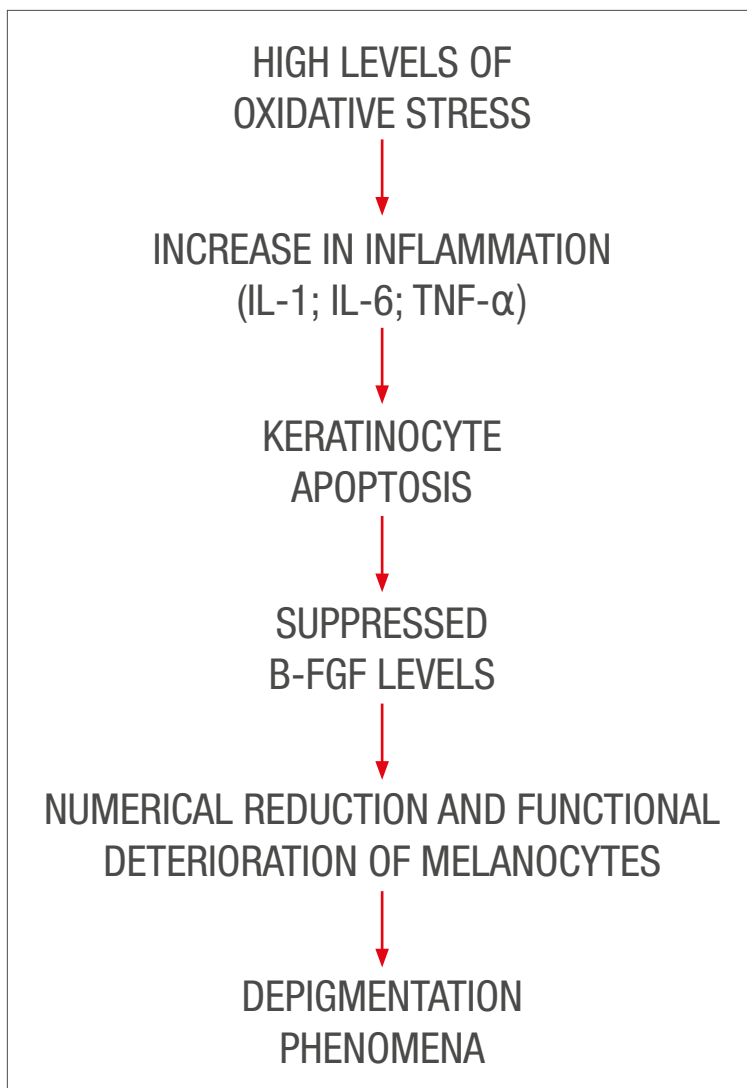 HIGH LEVELS OF
OXIDATIVE STRESS
INCREASE IN INFLAMMATION
(IL-1; IL-6; TNF-α)
KERATINOCYTE
APOPTOSIS
SUPPRESSED
B-FGF LEVELS
NUMERICAL REDUCTION AND FUNCTIONAL
DETERIORATION OF MELANOCYTES
DEPIGMENTATION
PHENOMENA